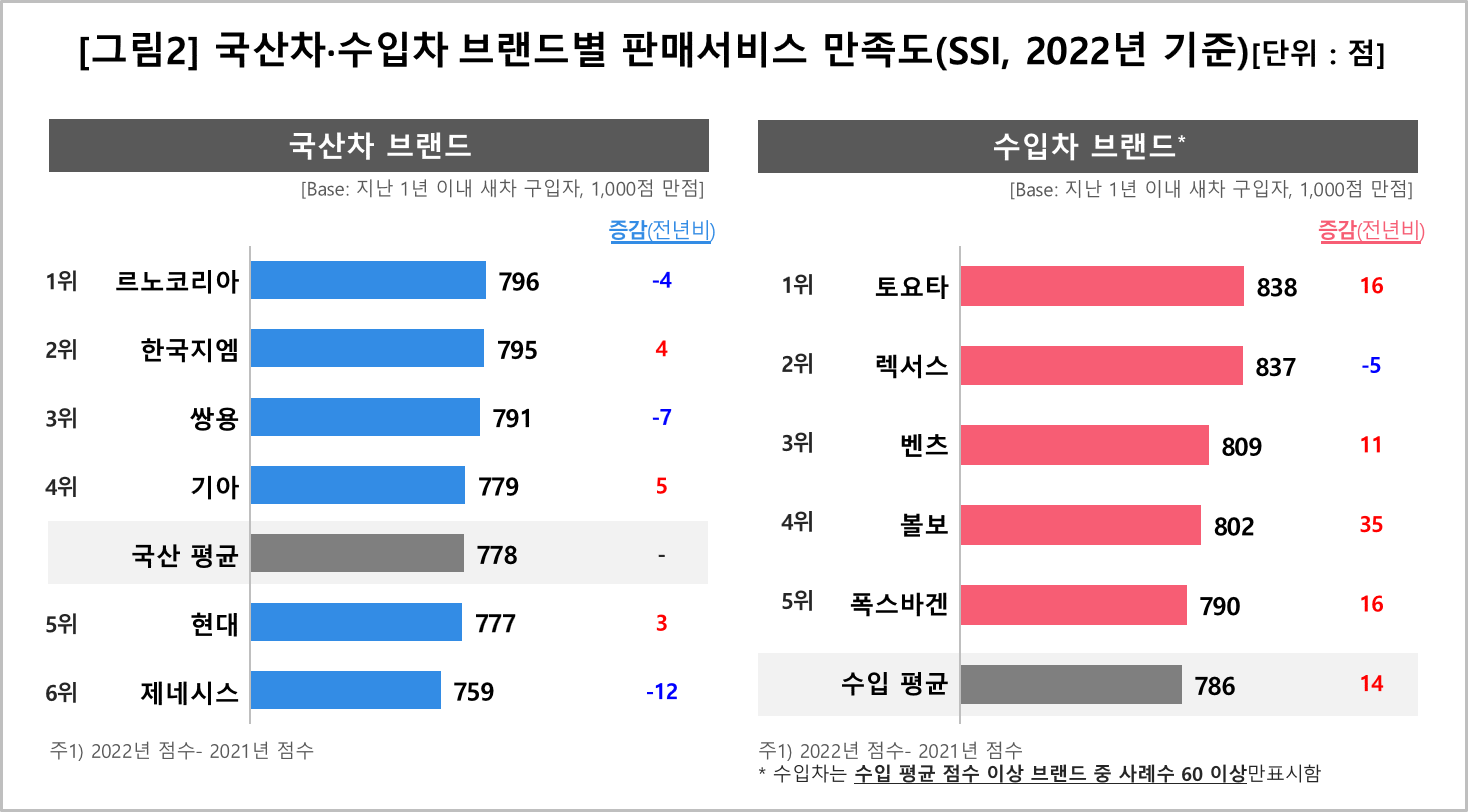 [그림2] 국산차·수입차 브랜드별 판매서비스 만족도(SSI, 2022년 기준)[단위 : 점]
국산차 브랜드
[Base: 지난 1년 이내 새차 구입자, 1,000점 만점]
증감(전년비)
1위 르노코리아 796 -4
2위 한국지엠 795 4
3위 쌍용 791 -7
4위 기아 779 5
국산 평균 778 -
5위 현대 777 3
6위 제네시스 759 -12
주1) 2022년 점수- 2021년 점수
수입차 브랜드*
[Base: 지난 1년 이내 새차 구입자, 1,000점 만점]
증감(전년비)
1위 토요타 838 16
2위 렉서스 837 -5
3위 벤츠 809 11
4위 볼보 802 35
5위 폭스바겐 790 16
수입 평균 786 14
주1) 2022년 점수- 2021년 점수
* 수입차는 수입 평균 점수 이상 브랜드 중 사례수 60 이상만표시함